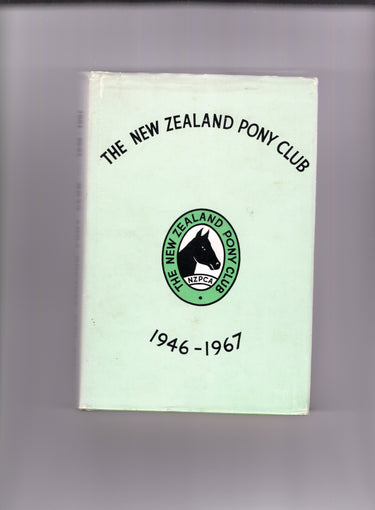 THE NEW ZEALAND PONY CLUB
THE NEW ZEALAND PONY CLUB
NZPCA
1946-1967